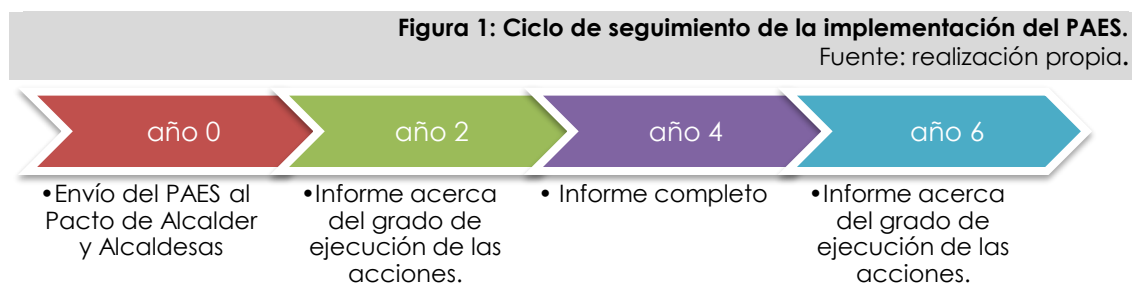 Figura 1: Ciclo de seguimiento de la implementación del PAES.
Fuente: realización propia.
año 0
año 2
año 4
año 6
•Envío del PAES al
Pacto de Alcalder
y Alcaldesas
•Informe acerca
del grado de
ejecución de las
acciones.
• Informe completo
•Informe acerca
del grado de
ejecución de las
acciones.